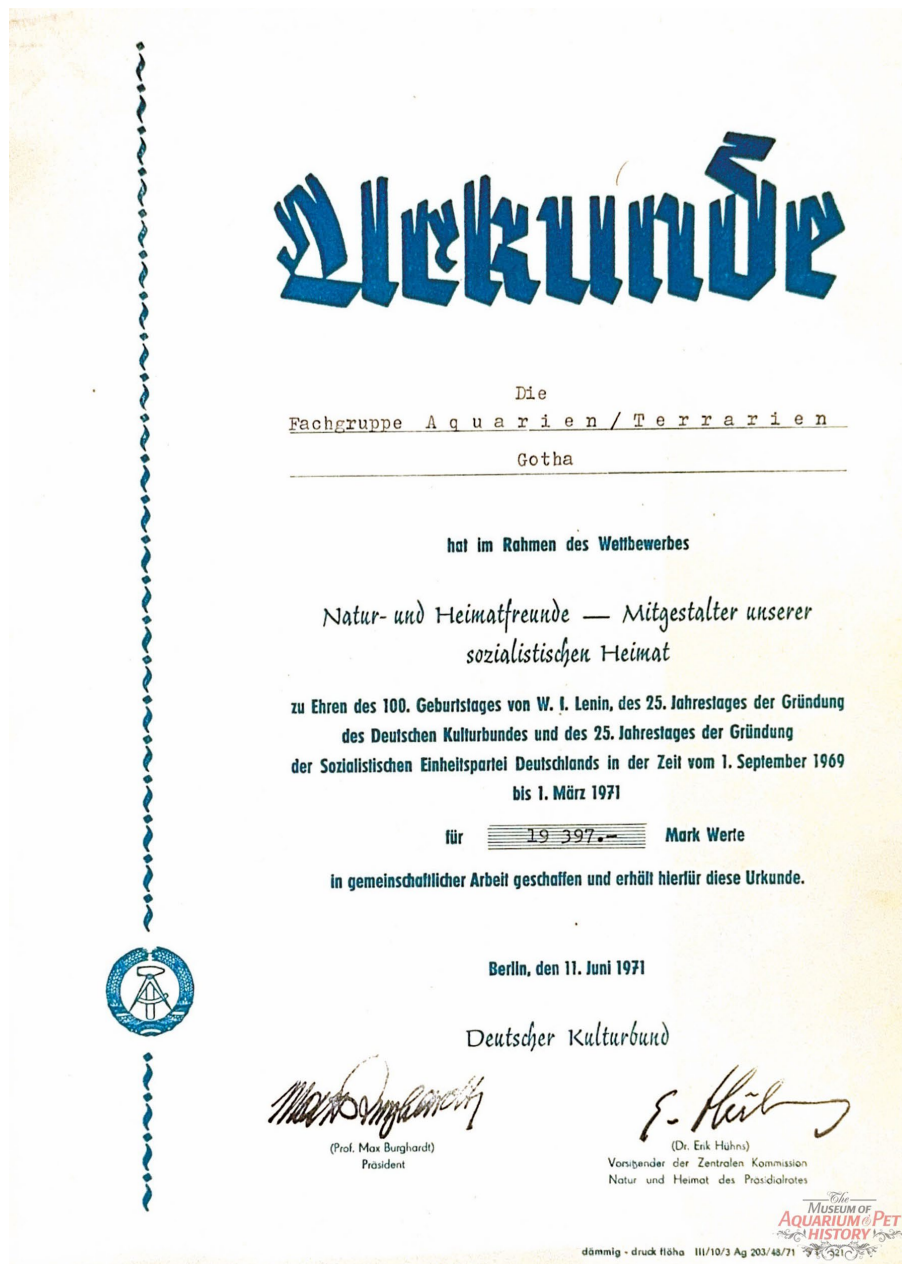 Urkunde
Die
Fachgruppe Aquarien/Terrarien
Gotha
hat im Rahmen des Wettbewerbes
Natur- und Heimatfreunde — Mitgestalter unserer
sozialistischen Heimat
zu Ehren des 100. Geburtstages von W. I. Lenin, des 25. Jahrestages der Gründung
des Deutschen Kulturbundes und des 25. Jahrestages der Gründung
der Sozialistischen Einheitspartei Deutschlands in der Zeit vom 1. September 1969
bis 1. März 1971
für 19 397.- Mark Werte
in gemeinschaftlicher Arbeit geschaffen und erhält hierfür diese Urkunde.
Berlin, den 11. Juni 1971
Deutscher Kulturbund
Max Burghardt E. Hühns
(Prof. Max Burghardt) (Dr. Erik Hühns)
Präsident Vorsitzender der Zentralen Kommission
Natur und Heimat des Präsidialrates
The
MUSEUM OF
AQUARIUM & PET
HISTORY
dämmig - druck flöha III/10/3 Ag 203/48/71